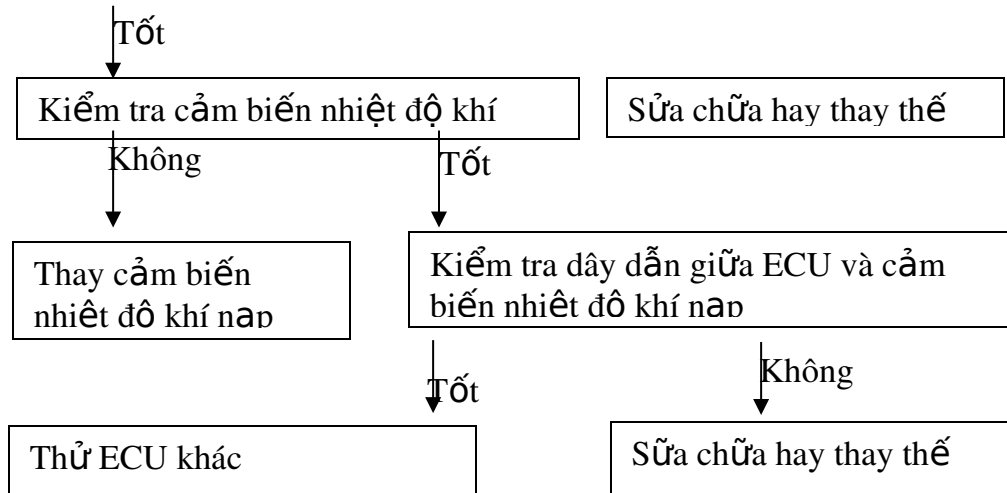 Tốt
Kiểm tra cảm biến nhiệt độ khí
Sửa chữa hay thay thế
Không
Tốt
Thay cảm biến
nhiệt độ khí nạp
Kiểm tra dây dẫn giữa ECU và cảm
biến nhiệt độ khí nạp
Tốt
Không
Thử ECU khác
Sữa chữa hay thay thế